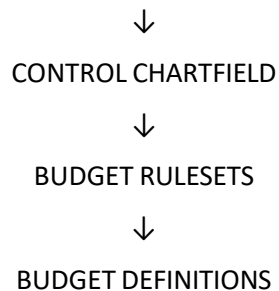 ↓
CONTROL CHARTFIELD
↓
BUDGET RULESETS
↓
BUDGET DEFINITIONS